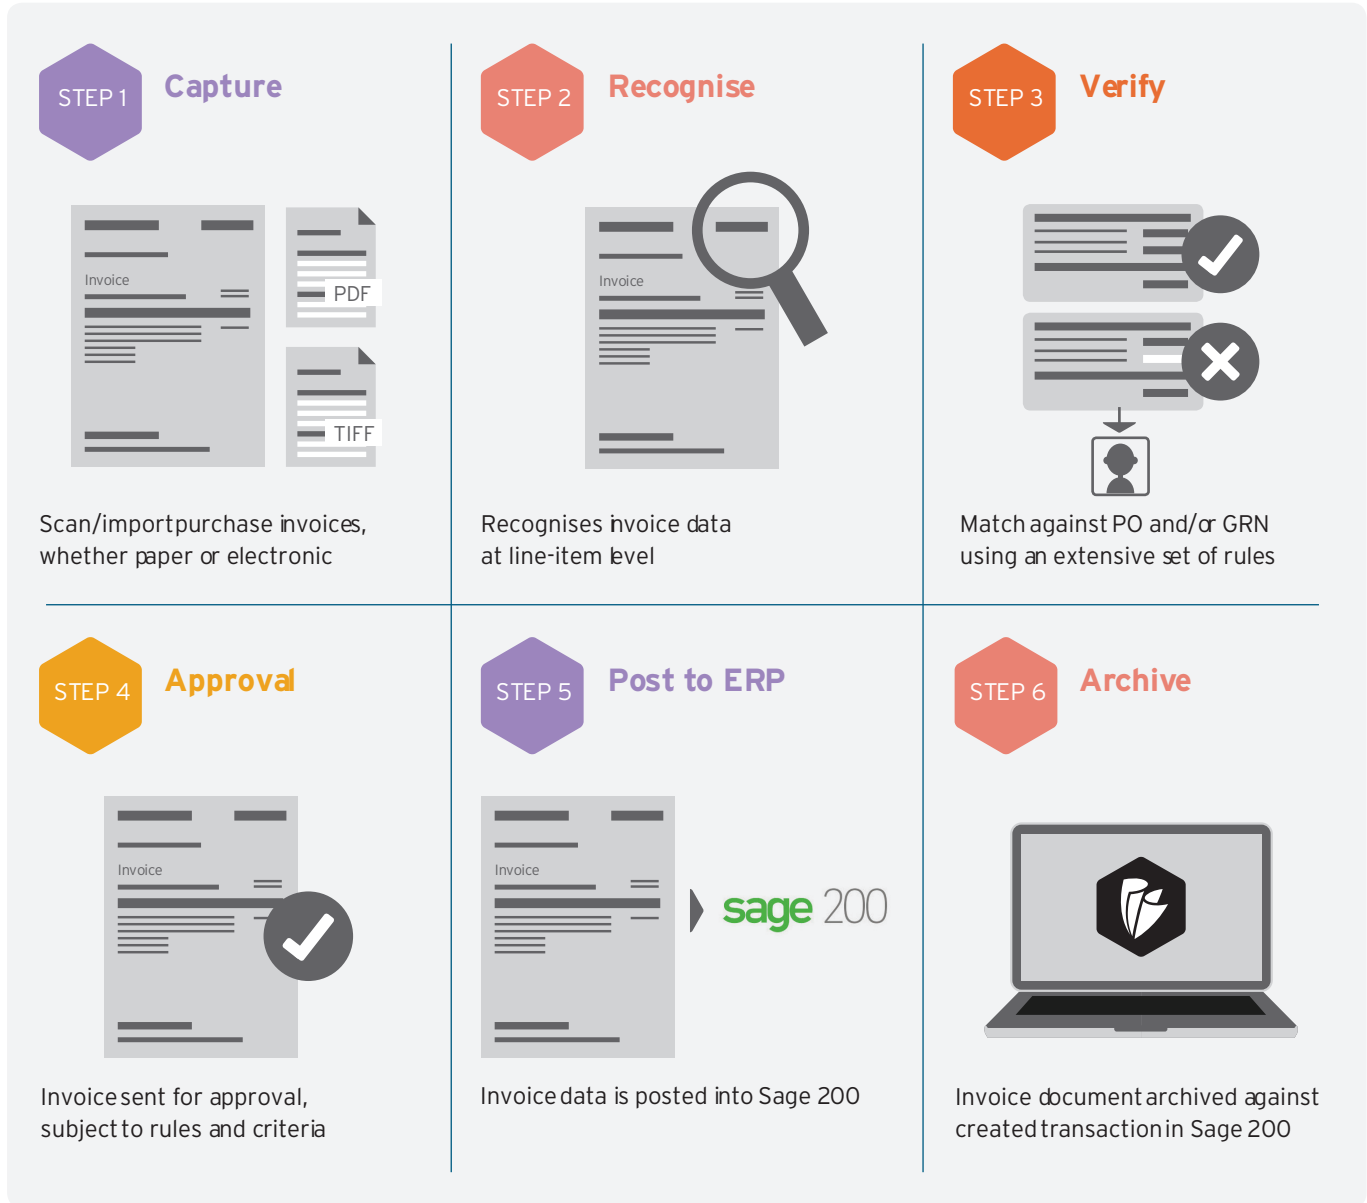 STEP 1
Capture
Invoice
PDF
TIFF
Scan/import purchase invoices,
whether paper or electronic
STEP 2
Recognise
Invoice
Recognises invoice data
at line-item level
STEP 3
Verify
Match against PO and/or GRN
using an extensive set of rules
STEP 4
Approval
Invoice
Invoice sent for approval,
subject to rules and criteria
STEP 5
Post to ERP
Invoice
sage 200
Invoice data is posted into Sage 200
STEP 6
Archive
Invoice document archived against
created transaction in Sage 200